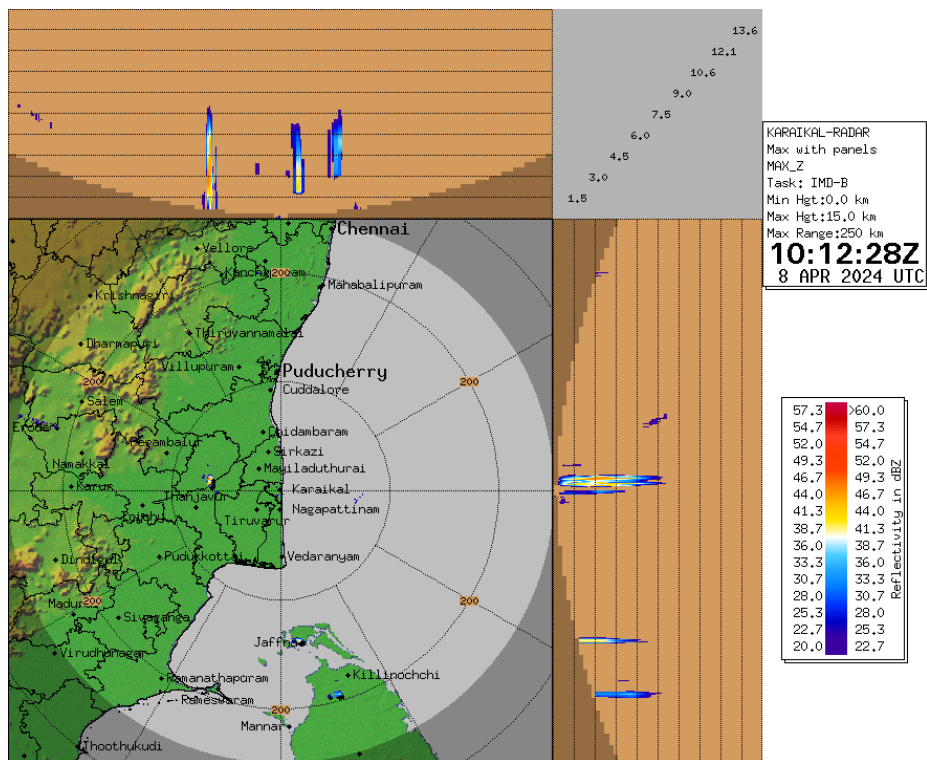 13.6
12.1
10.6
9.0
7.5
6.0
4.5
3.0
1.5
KARAIKAL-RADAR
Max with panels
MAX_Z
Task: IMD-B
Min Hgt:0.0 km
Max Hgt:15.0 km
Max Range:250 km
10:12:28Z
8 APR 2024 UTC
Chennai
Vellore
200
Mahabalipuram
Krishnagiri
Thiruvannamalai
Dharmapuri
Villupuram
Puducherry
200
200
Cuddalore
Salem
Erode
Chidambaram
Perambalur
Sirkazi
Namakkal
Mayiladuthurai
Karur
Karaikal
Thanjavur
Nagapattinam
Tiruvarur
Dindigul
Pudukkottai
Vedaranyam
200
200
Sivaganga
Jaffna
Virudhunagar
Ramanathapuram
Killinochchi
Rameswaram
200
Mannar
Thoothukudi
57.3 >60.0
54.7 57.3
52.0 54.7
49.3 52.0
46.7 49.3
44.0 46.7
41.3 44.0
38.7 41.3
36.0 38.7
33.3 36.0
30.7 33.3
28.0 30.7
25.3 28.0
22.7 25.3
20.0 22.7
Reflectivity in dBZ